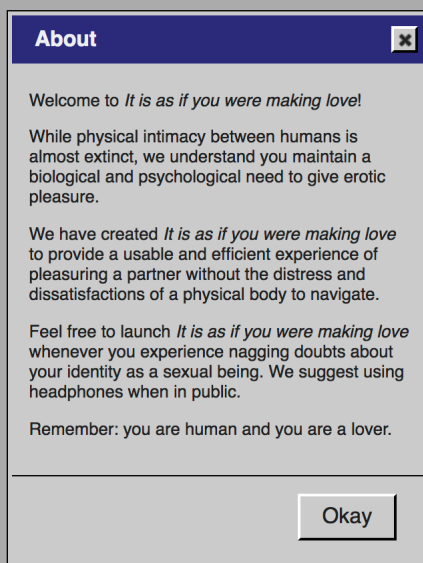 About
Welcome to It is as if you were making love!
While physical intimacy between humans is
almost extinct, we understand you maintain a
biological and psychological need to give erotic
pleasure.
We have created It is as if you were making love
to provide a usable and efficient experience of
pleasuring a partner without the distress and
dissatisfactions of a physical body to navigate.
Feel free to launch It is as if you were making love
whenever you experience nagging doubts about
your identity as a sexual being. We suggest using
headphones when in public.
Remember: you are human and you are a lover.
Okay